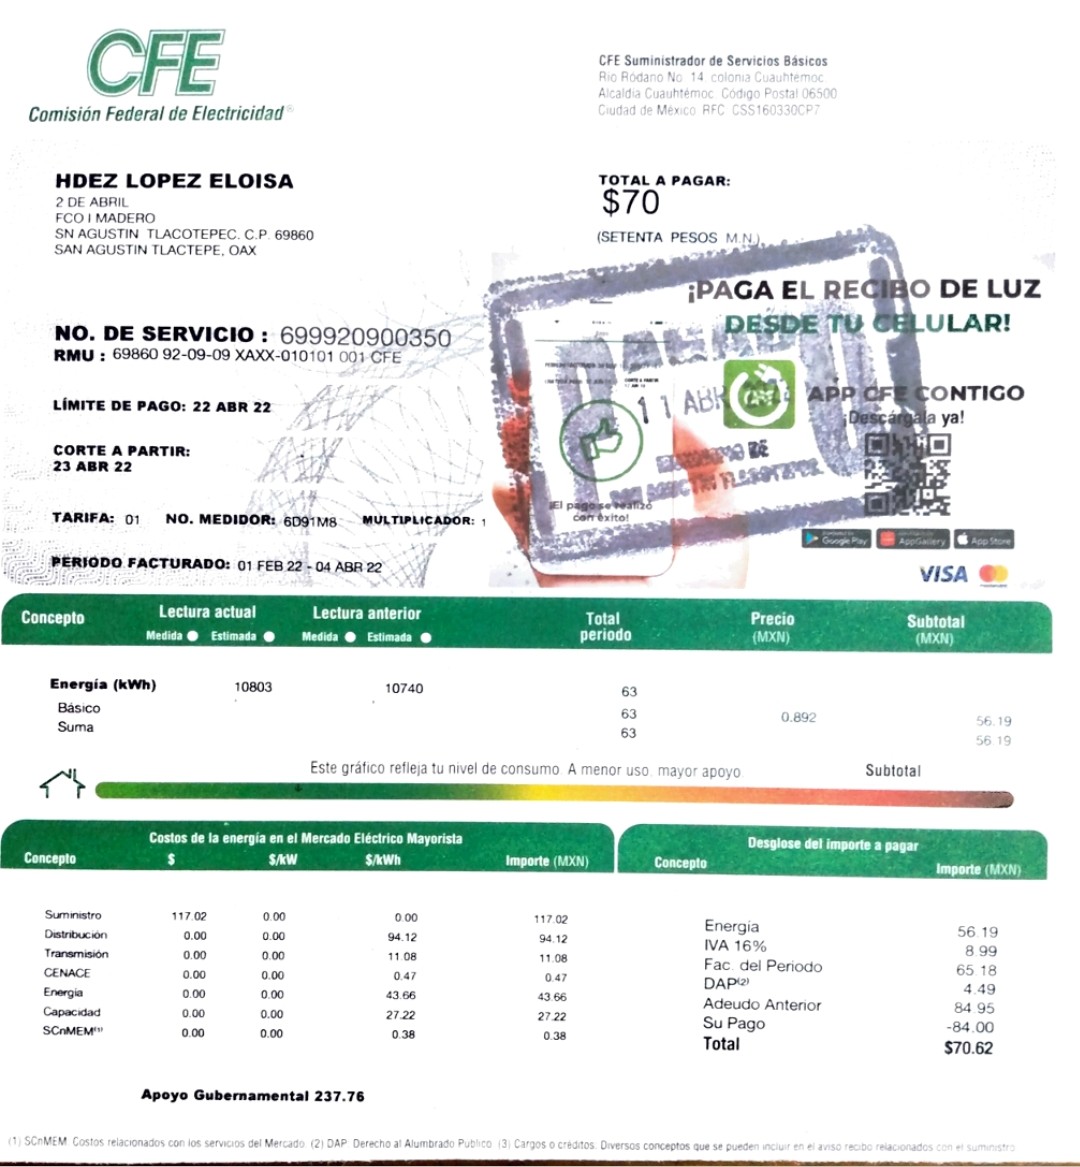 CFE
Comisión Federal de Electricidad®
CFE Suministrador de Servicios Básicos
Rio Ródano No. 14 colonia Cuauhtemoc
Alcaldia Cuauhtémoc. Código Postal 06500
Ciudad de México. RFC CSS160330CP7
HDEZ LOPEZ ELOISA
2 DE ABRIL
FCO I MADERO
SN AGUSTIN TLACOTEPEC. C.P. 69860
SAN AGUSTIN TLACTEPE, OAX
TOTAL A PAGAR:
$70
(SETENTA PESOS M.N.)
¡PAGA EL RECIBO DE LUZ
DESDE TU CELULAR!
NO. DE SERVICIO : 699920900350
RMU : 69860 92-09-09 XAXX-010101 001 CFE
LÍMITE DE PAGO: 22 ABR 22
CORTE A PARTIR:
23 ABR 22
11 ABR
CFE
APP CFE CONTIGO
¡Descárgala ya!
¡El pago se realizó
con éxito!
TARIFA: 01 NO. MEDIDOR: 6D91M8 MULTIPLICADOR: 1
Google Play AppGallery App Store
PERIODO FACTURADO: 01 FEB 22 - 04 ABR 22
VISA mastercard
Concepto Lectura actual Lectura anterior Total periodo Precio (MXN) Subtotal (MXN)
Medida Estimada Medida Estimada
Energía (kWh) 10803 10740 63
Básico 63 0.892 56.19
Suma 63 56.19
Este gráfico refleja tu nivel de consumo. A menor uso, mayor apoyo. Subtotal
Costos de la energía en el Mercado Eléctrico Mayorista
Concepto $ $/kW $/kWh Importe (MXN)
Suministro 117.02 0.00 0.00 117.02
Distribución 0.00 0.00 94.12 94.12
Transmisión 0.00 0.00 11.08 11.08
CENACE 0.00 0.00 0.47 0.47
Energía 0.00 0.00 43.66 43.66
Capacidad 0.00 0.00 27.22 27.22
SCnMEM(1) 0.00 0.00 0.38 0.38
Desglose del importe a pagar
Concepto Importe (MXN)
Energía 56.19
IVA 16% 8.99
Fac. del Periodo 65.18
DAP(2) 4.49
Adeudo Anterior 84.95
Su Pago -84.00
Total $70.62
Apoyo Gubernamental 237.76
(1) SCnMEM. Costos relacionados con los servicios del Mercado. (2) DAP. Derecho al Alumbrado Publico. (3) Cargos o créditos. Diversos conceptos que se pueden incluir en el aviso recibo relacionados con el suministro